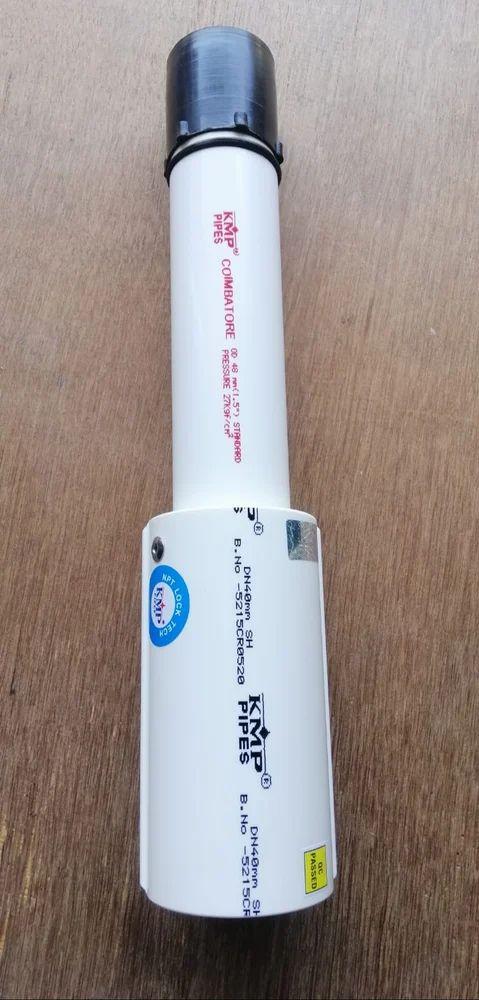 KMP®
PIPES
COIMBATORE
OD 48 mm(1.5") STANDARD
PRESSURE 27KGF/CM²
P®
DN40mm SH
B.No -5215CR0520
NPT LOCK TECH
KMP
KMP®
PIPES
DN40mm SH
B.No -5215CR
QC
PASSED